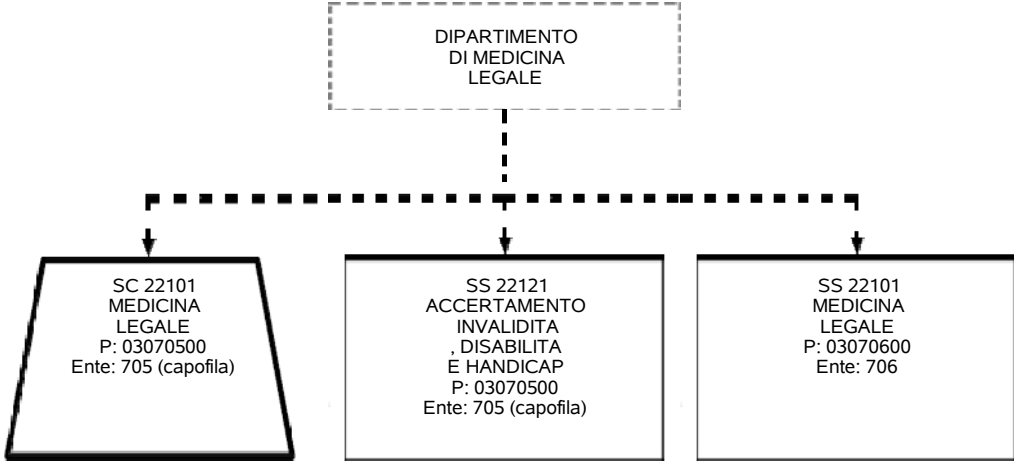 DIPARTIMENTO
DI MEDICINA
LEGALE
SC 22101
MEDICINA
LEGALE
P: 03070500
Ente: 705 (capofila)
SS 22121
ACCERTAMENTO
INVALIDITA
, DISABILITA
E HANDICAP
P: 03070500
Ente: 705 (capofila)
SS 22101
MEDICINA
LEGALE
P: 03070600
Ente: 706